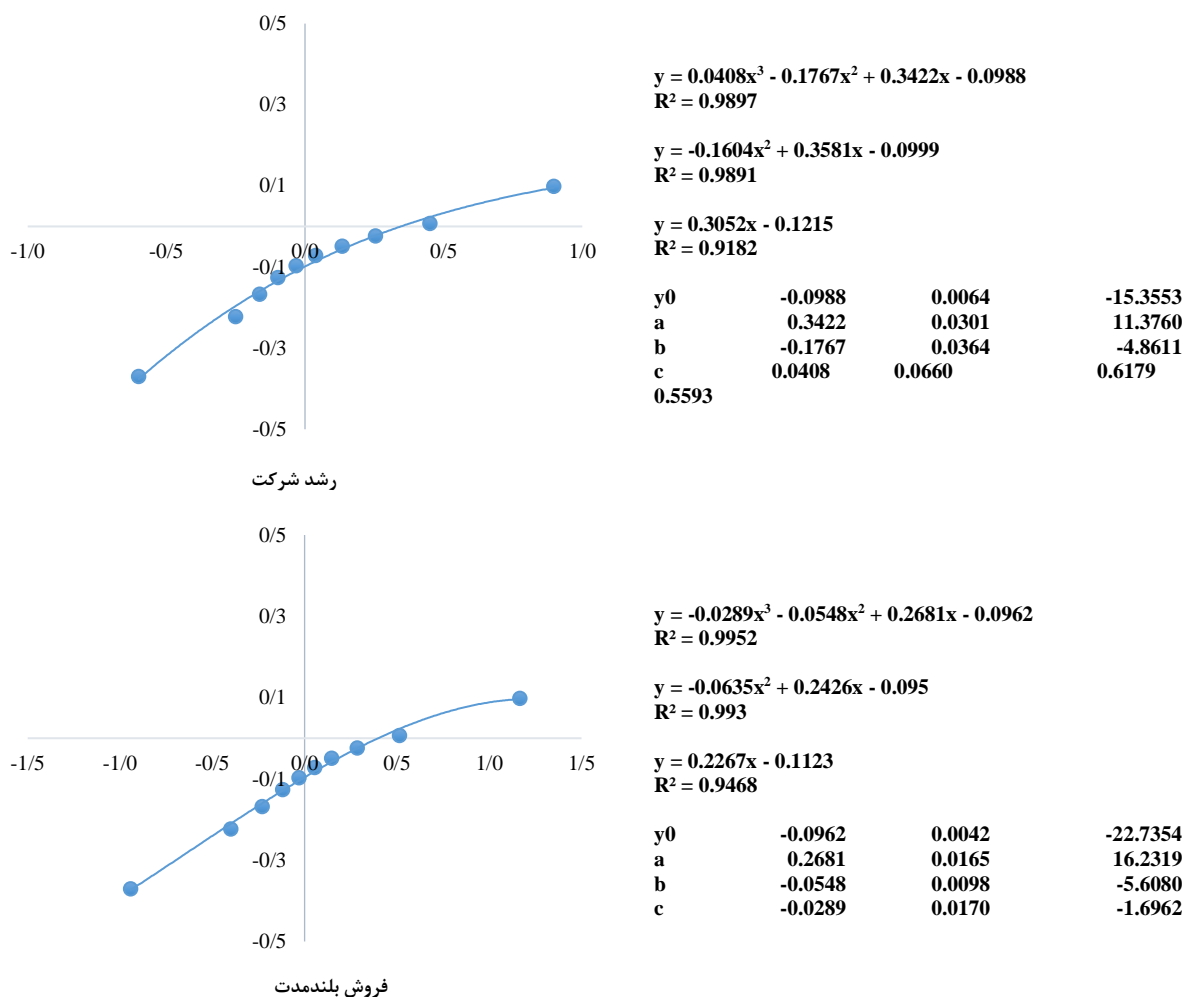 0/5
0/3
0/1
-0/1
-0/3
-0/5
-1/0 -0/5 0/0 0/5 1/0
رشد شرکت
y = 0.0408x³ - 0.1767x² + 0.3422x - 0.0988
R² = 0.9897
y = -0.1604x² + 0.3581x - 0.0999
R² = 0.9891
y = 0.3052x - 0.1215
R² = 0.9182
y0 -0.0988 0.0064 -15.3553
a 0.3422 0.0301 11.3760
b -0.1767 0.0364 -4.8611
c 0.0408 0.0660 0.6179
0.5593
0/5
0/3
0/1
-0/1
-0/3
-0/5
-1/5 -1/0 -0/5 0/0 0/5 1/0 1/5
فروش بلندمدت
y = -0.0289x³ - 0.0548x² + 0.2681x - 0.0962
R² = 0.9952
y = -0.0635x² + 0.2426x - 0.095
R² = 0.993
y = 0.2267x - 0.1123
R² = 0.9468
y0 -0.0962 0.0042 -22.7354
a 0.2681 0.0165 16.2319
b -0.0548 0.0098 -5.6080
c -0.0289 0.0170 -1.6962